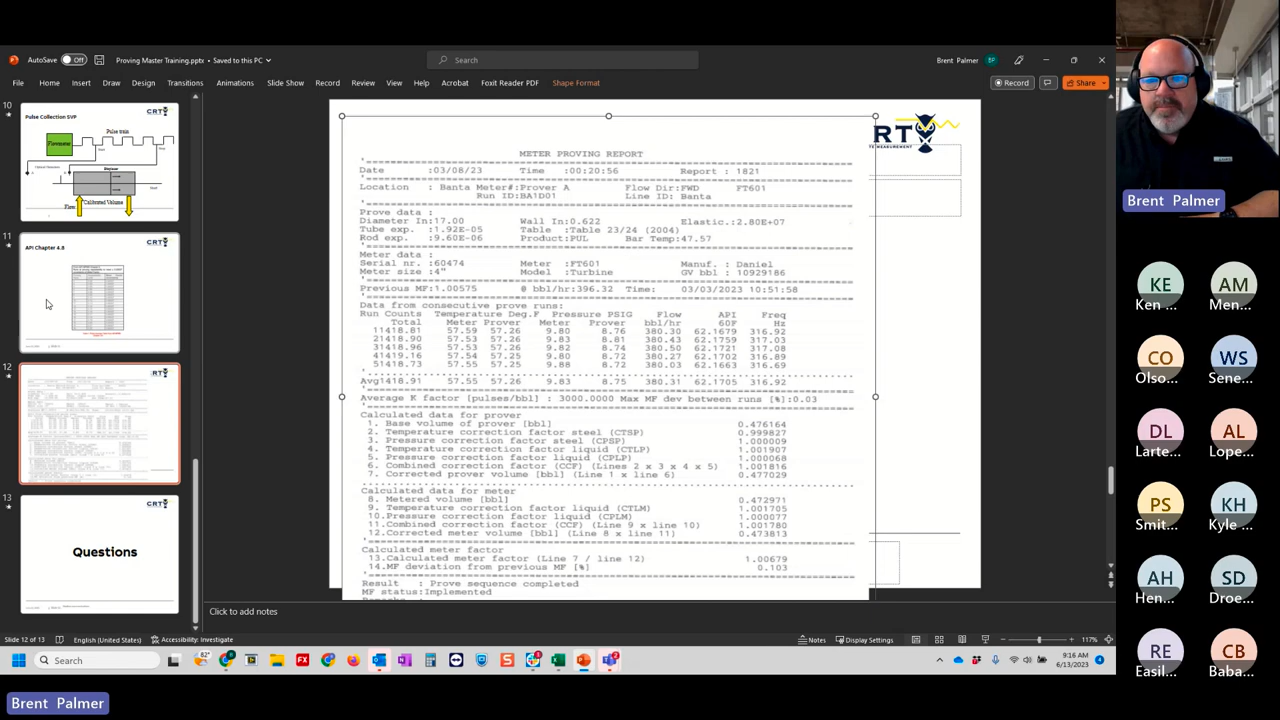 AutoSave Off Proving Master Training.pptx • Saved to this PC Search Brent Palmer BP
File Home Insert Draw Design Transitions Animations Slide Show Record Review View Help Acrobat Foxit Reader PDF Shape Format Record Share
10
Pulse Collection SVP
CRT
Pulse train
Flowmeter
Calibrated Volume
Flow
11
API Chapter 4.8
CRT
12
RT
13
CRT
Questions
RT
TE MEASUREMENT
METER PROVING REPORT
Date :03/08/23 Time :00:20:56 Report : 1821
Location : Banta Meter#:Prover A Flow Dir:FWD FT601
Run ID:BA1D01 Line ID: Banta
Prove data :
Diameter In:17.00 Wall In:0.622 Elastic.:2.80E+07
Tube exp. :1.92E-05 Table :Table 23/24 (2004)
Rod exp. :9.60E-06 Product:PUL Bar Temp:47.57
Meter data :
Serial nr. :60474 Meter :FT601 Manuf. : Daniel
Meter size :4" Model :Turbine GV bbl : 10929186
Previous MF:1.00575 @ bbl/hr:396.32 Time: 03/03/2023 10:51:58
Data from consecutive prove runs:
Run Counts Temperature Deg.F Pressure PSIG Flow API Freq
Total Meter Prover Meter Prover bbl/hr 60F Hz
11418.81 57.59 57.26 9.80 8.76 380.30 62.1679 316.92
21418.90 57.53 57.26 9.83 8.81 380.43 62.1759 317.03
31418.96 57.53 57.26 9.82 8.74 380.50 62.1721 317.08
41419.16 57.54 57.25 9.80 8.72 380.27 62.1702 316.89
51418.73 57.55 57.25 9.88 8.72 380.03 62.1663 316.69
Avg1418.91 57.55 57.26 9.83 8.75 380.31 62.1705 316.92
Average K factor [pulses/bbl] : 3000.0000 Max MF dev between runs [%]:0.03
Calculated data for prover
1. Base volume of prover [bbl] 0.476164
2. Temperature correction factor steel (CTSP) 0.999827
3. Pressure correction factor steel (CPSP) 1.000009
4. Temperature correction factor liquid (CTLP) 1.001907
5. Pressure correction factor liquid (CPLP) 1.000068
6. Combined correction factor (CCF) (Lines 2 x 3 x 4 x 5) 1.001816
7. Corrected prover volume [bbl] (Line 1 x line 6) 0.477029
Calculated data for meter
8. Metered volume [bbl] 0.472971
9. Temperature correction factor liquid (CTLM) 1.001705
10.Pressure correction factor liquid (CPLM) 1.000077
11.Combined correction factor (CCF) (Line 9 x line 10) 1.001780
12.Corrected meter volume [bbl] (Line 8 x line 11) 0.473813
Calculated meter factor
13.Calculated meter factor (Line 7 / line 12) 1.00679
14.MF deviation from previous MF [%] 0.103
Result : Prove sequence completed
MF status:Implemented
Click to add notes
Slide 12 of 13 English (United States) Accessibility: Investigate Notes Display Settings 117%
Search 82° 9:16 AM
6/13/2023
Brent Palmer
Brent Palmer
KE AM
Ken ... Men...
CO WS
Olso... Sene...
DL AL
Larte... Lope...
PS KH
Smit... Kyle ...
AH SD
Hen... Droe...
RE CB
Easil... Baba...